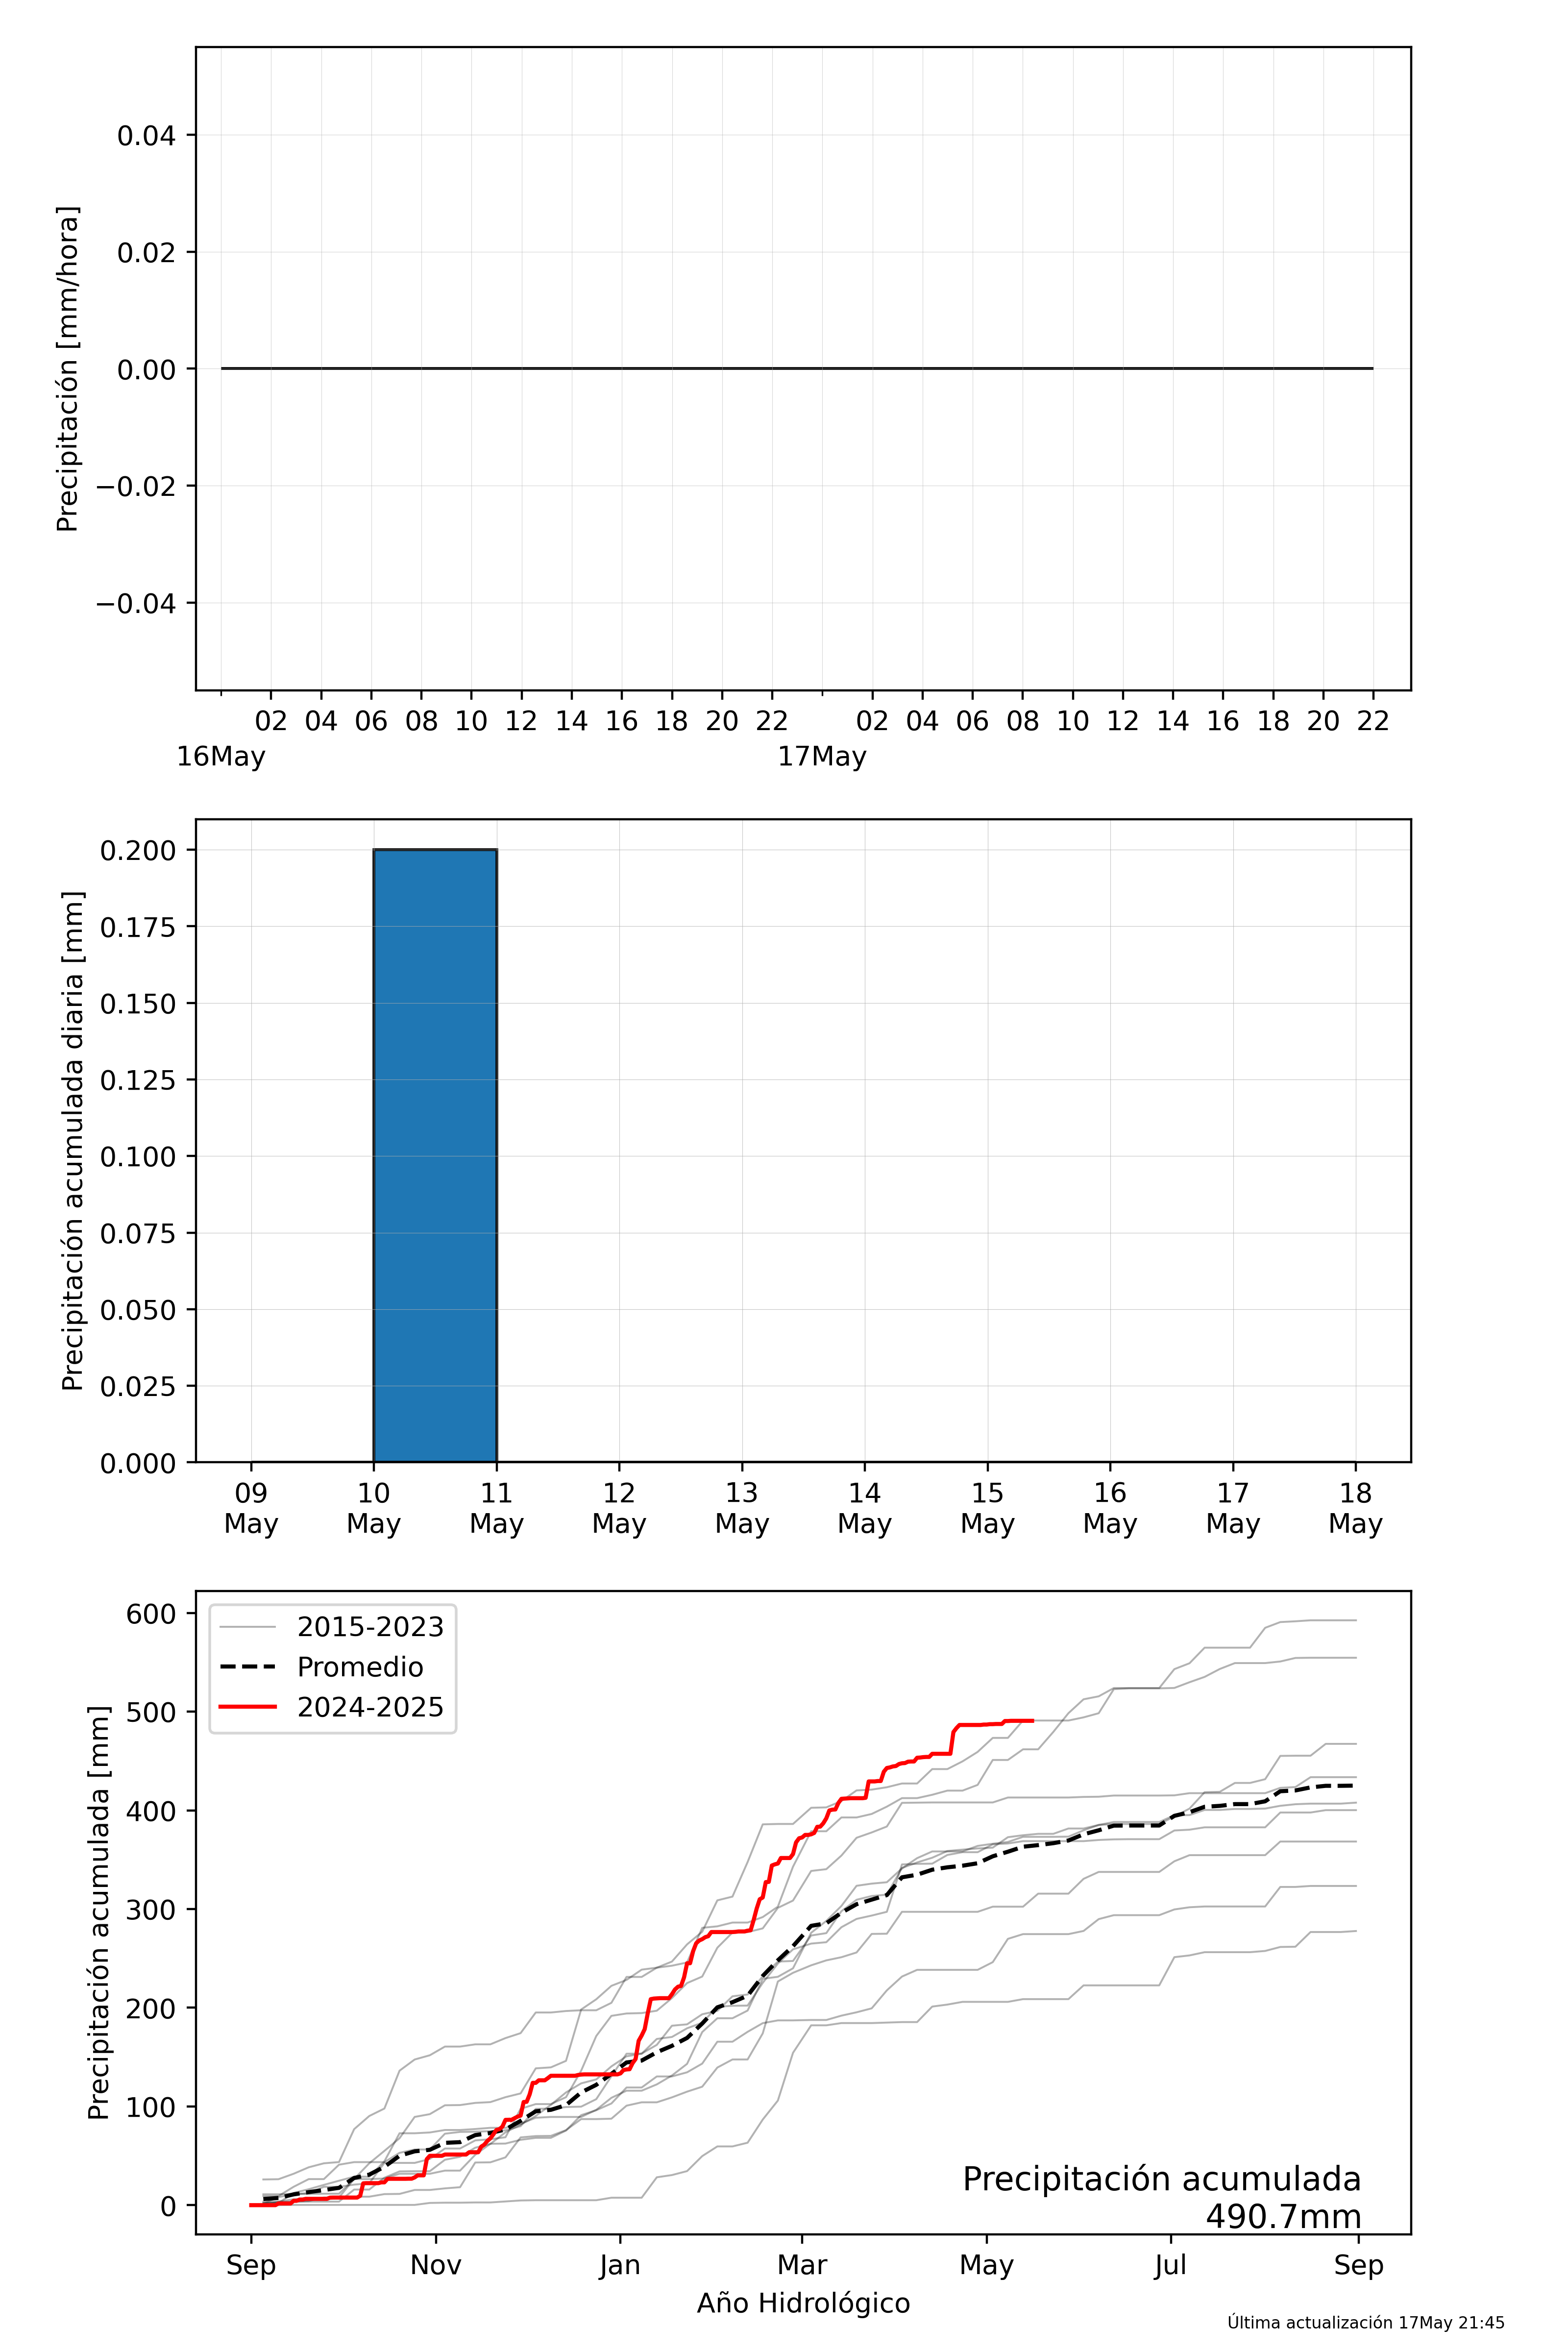 Precipitación [mm/hora]
0.04
0.02
0.00
−0.02
−0.04
02 04 06 08 10 12 14 16 18 20 22 02 04 06 08 10 12 14 16 18 20 22
16May 17May
Precipitación acumulada diaria [mm]
0.200
0.175
0.150
0.125
0.100
0.075
0.050
0.025
0.000
09 10 11 12 13 14 15 16 17 18
May May May May May May May May May May
Precipitación acumulada [mm]
600
500
400
300
200
100
0
2015-2023
Promedio
2024-2025
Precipitación acumulada
490.7mm
Sep Nov Jan Mar May Jul Sep
Año Hidrológico
Última actualización 17May 21:45